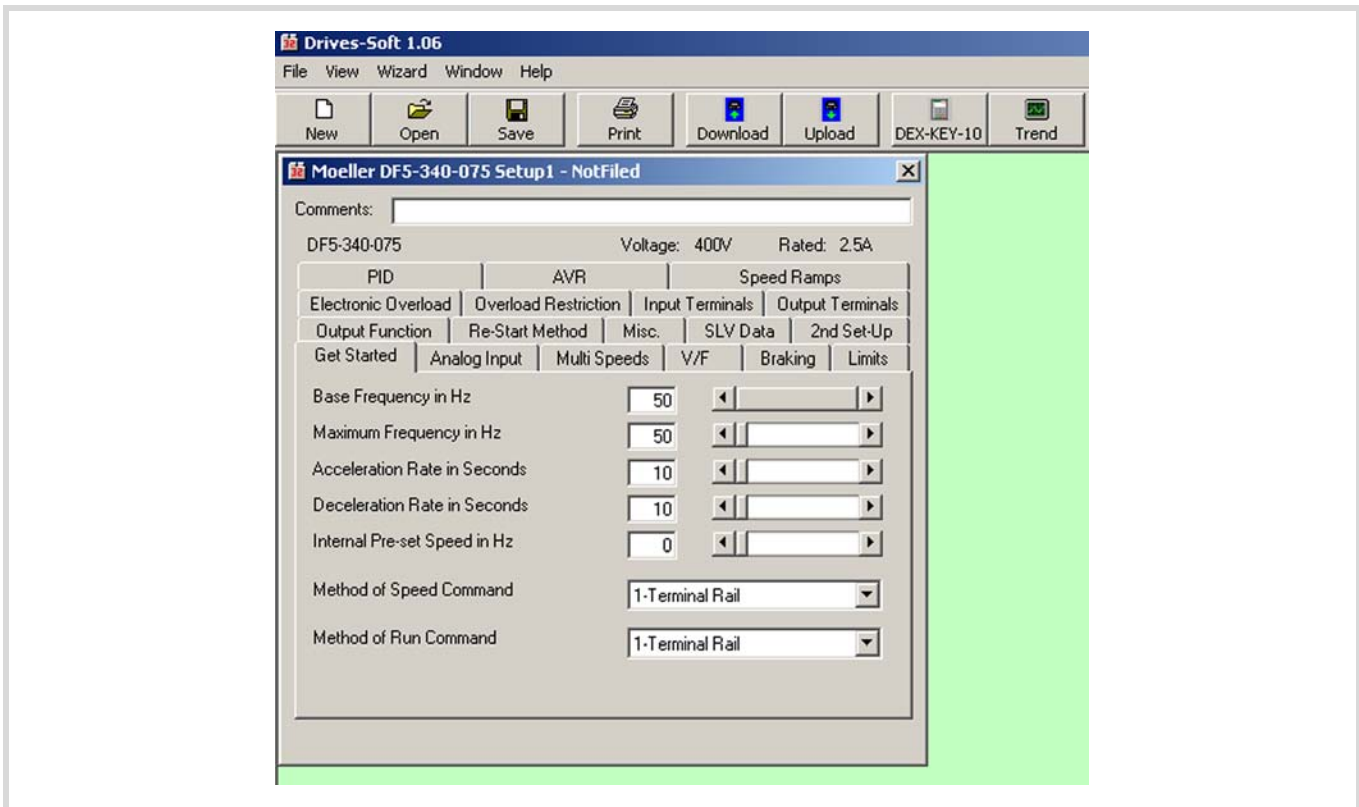 Drives-Soft 1.06
File View Wizard Window Help
New Open Save Print Download Upload DEX-KEY-10 Trend
Moeller DF5-340-075 Setup1 - NotFiled
Comments:
DF5-340-075 Voltage: 400V Rated: 2.5A
PID AVR Speed Ramps
Electronic Overload Overload Restriction Input Terminals Output Terminals
Output Function Re-Start Method Misc. SLV Data 2nd Set-Up
Get Started Analog Input Multi Speeds V/F Braking Limits
Base Frequency in Hz 50
Maximum Frequency in Hz 50
Acceleration Rate in Seconds 10
Deceleration Rate in Seconds 10
Internal Pre-set Speed in Hz 0
Method of Speed Command 1-Terminal Rail
Method of Run Command 1-Terminal Rail